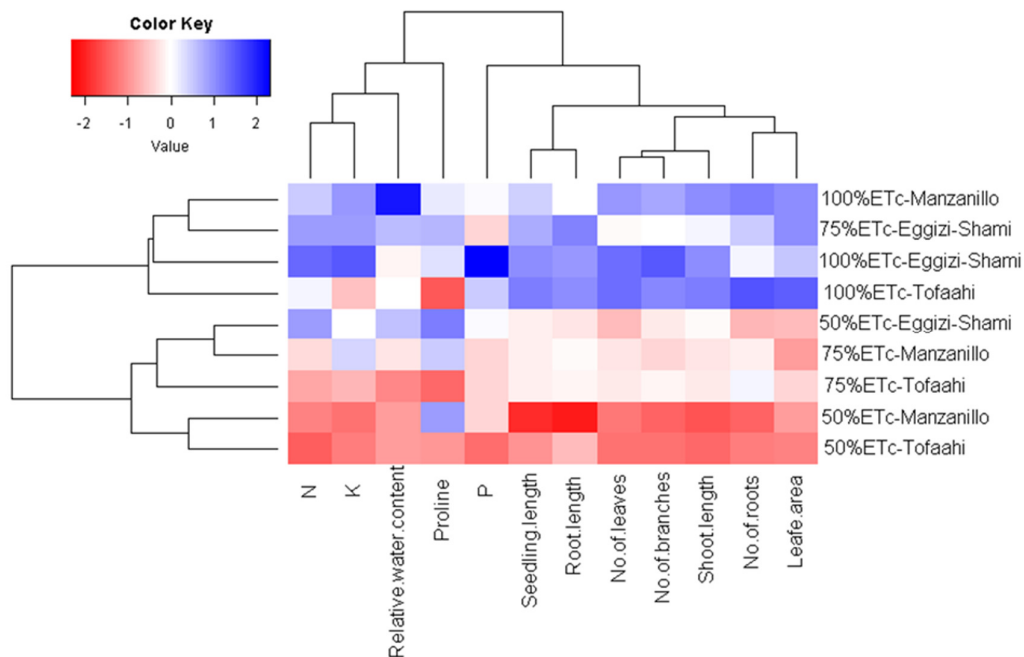 Color Key
-2 -1 0 1 2
Value
100%ETc-Manzanillo
75%ETc-Eggizi-Shami
100%ETc-Eggizi-Shami
100%ETc-Tofaahi
50%ETc-Eggizi-Shami
75%ETc-Manzanillo
75%ETc-Tofaahi
50%ETc-Manzanillo
50%ETc-Tofaahi
N
K
Relative.water.content
Proline
P
Seedling.length
Root.length
No.of.leaves
No.of.branches
Shoot.length
No.of.roots
Leafe.area